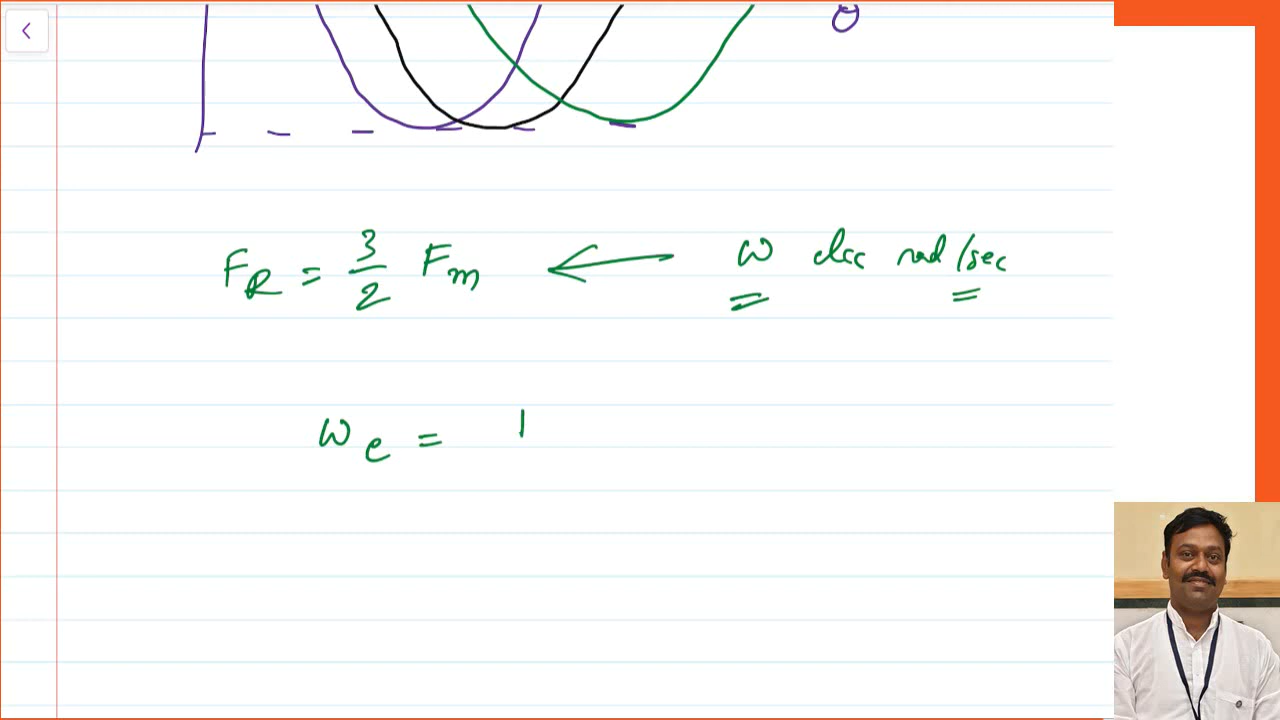 θ
F_R = 3/2 F_m ← ω elec rad/sec
ω_e = 1